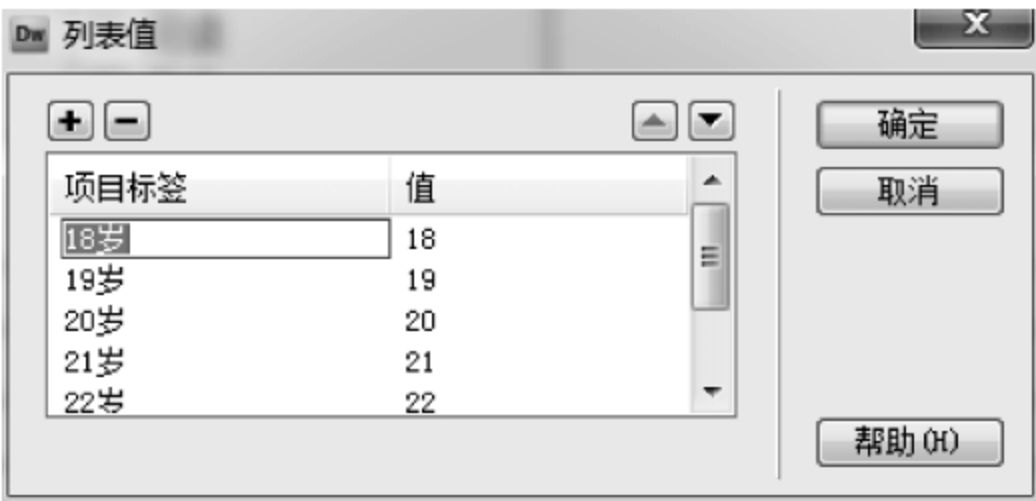 Dw 列表值
确定
取消
项目标签 值
18岁 18
19岁 19
20岁 20
21岁 21
22岁 22
帮助(H)